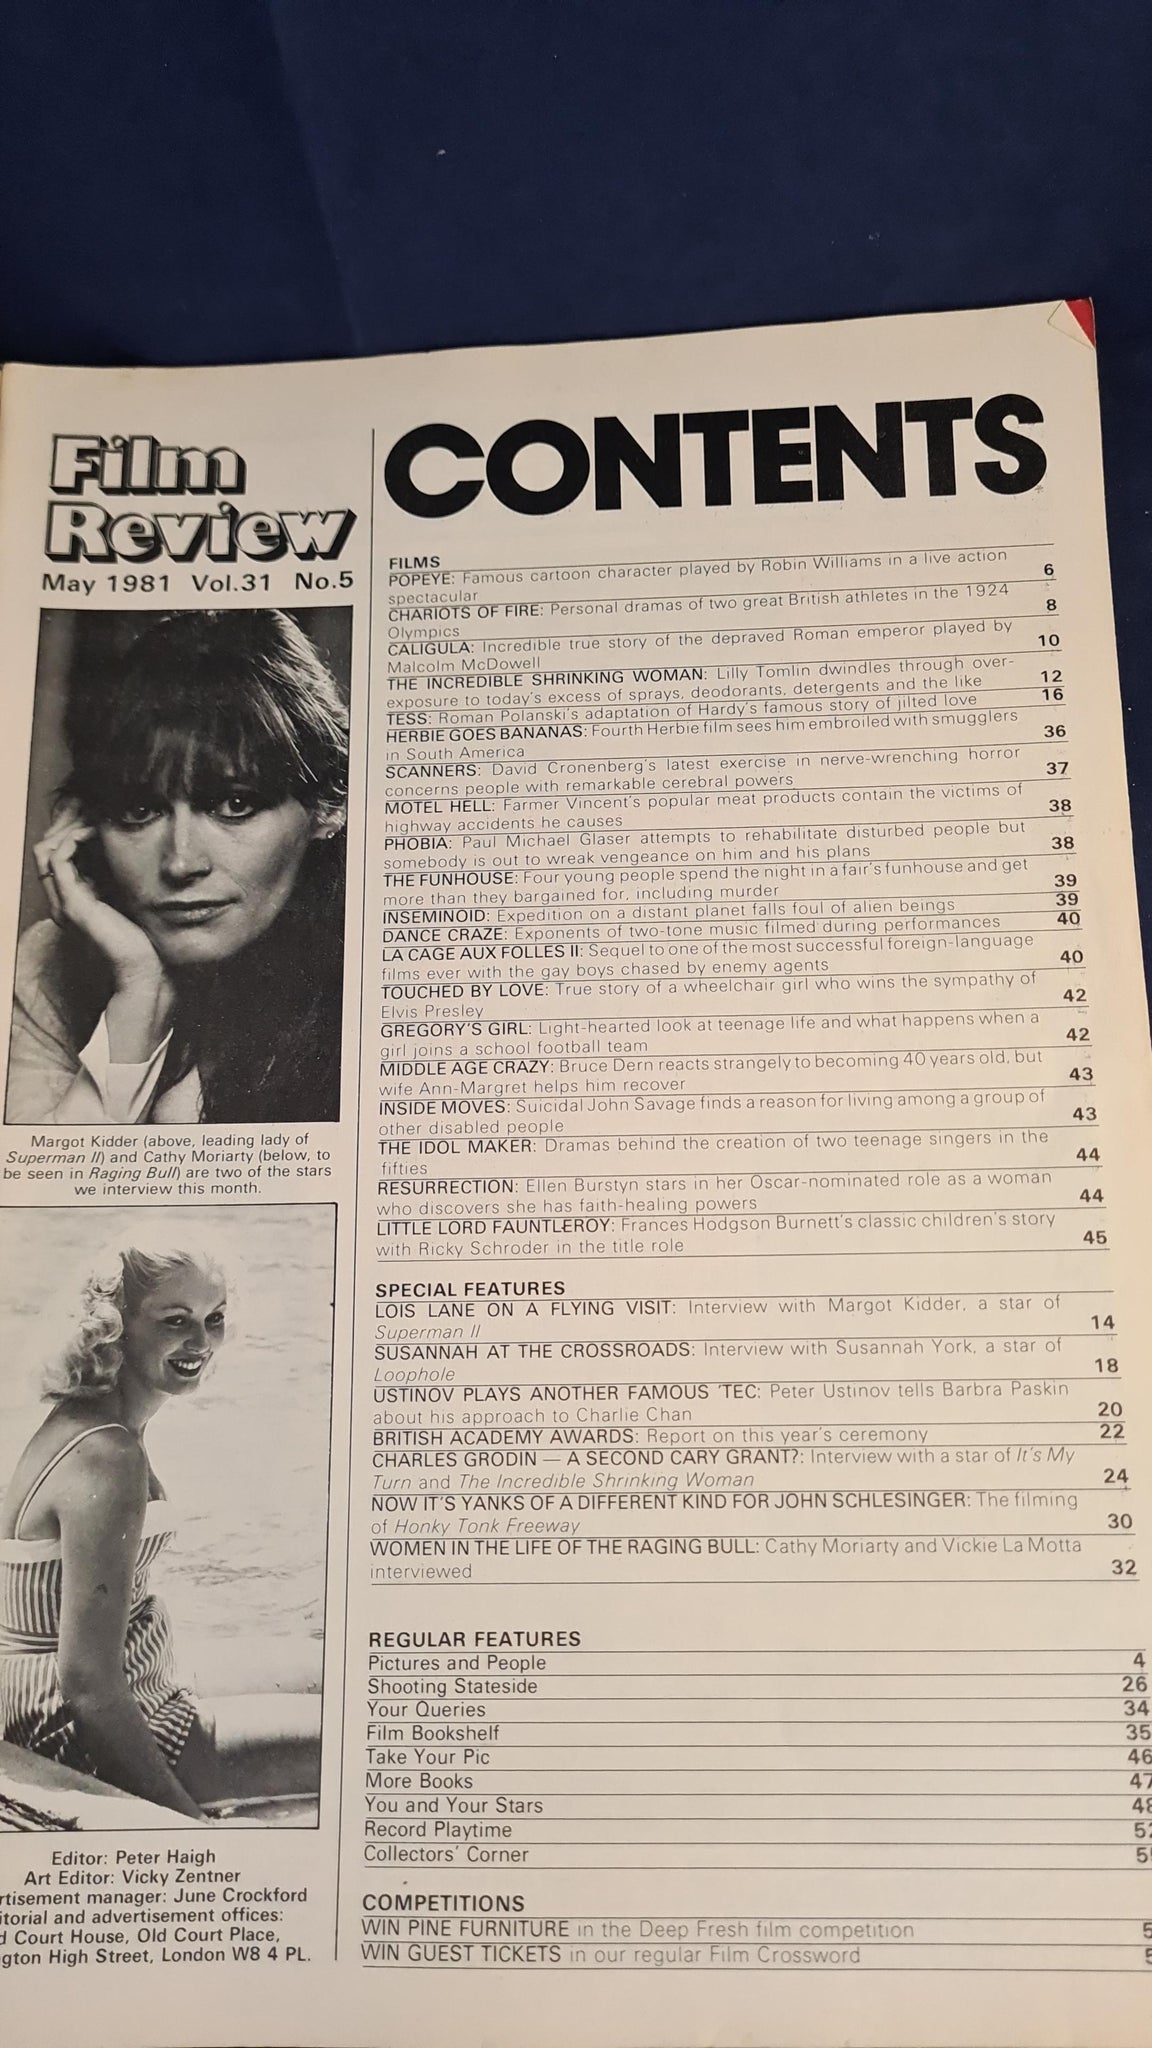 Film
Review
May 1981 Vol.31 No.5
Margot Kidder (above, leading lady of
Superman II) and Cathy Moriarty (below, to
be seen in Raging Bull) are two of the stars
we interview this month.
Editor: Peter Haigh
Art Editor: Vicky Zentner
rtisement manager: June Crockford
itorial and advertisement offices:
d Court House, Old Court Place,
gton High Street, London W8 4 PL.
CONTENTS
FILMS
POPEYE: Famous cartoon character played by Robin Williams in a live action
spectacular 6
CHARIOTS OF FIRE: Personal dramas of two great British athletes in the 1924
Olympics 8
CALIGULA: Incredible true story of the depraved Roman emperor played by
Malcolm McDowell 10
THE INCREDIBLE SHRINKING WOMAN: Lilly Tomlin dwindles through over-
exposure to today's excess of sprays, deodorants, detergents and the like 12
TESS: Roman Polanski's adaptation of Hardy's famous story of jilted love 16
HERBIE GOES BANANAS: Fourth Herbie film sees him embroiled with smugglers
in South America 36
SCANNERS: David Cronenberg's latest exercise in nerve-wrenching horror
concerns people with remarkable cerebral powers 37
MOTEL HELL: Farmer Vincent's popular meat products contain the victims of
highway accidents he causes 38
PHOBIA: Paul Michael Glaser attempts to rehabilitate disturbed people but
somebody is out to wreak vengeance on him and his plans 38
THE FUNHOUSE: Four young people spend the night in a fair's funhouse and get
more than they bargained for, including murder 39
INSEMINOID: Expedition on a distant planet falls foul of alien beings 39
DANCE CRAZE: Exponents of two-tone music filmed during performances 40
LA CAGE AUX FOLLES II: Sequel to one of the most successful foreign-language
films ever with the gay boys chased by enemy agents 40
TOUCHED BY LOVE: True story of a wheelchair girl who wins the sympathy of
Elvis Presley 42
GREGORY'S GIRL: Light-hearted look at teenage life and what happens when a
girl joins a school football team 42
MIDDLE AGE CRAZY: Bruce Dern reacts strangely to becoming 40 years old, but
wife Ann-Margret helps him recover 43
INSIDE MOVES: Suicidal John Savage finds a reason for living among a group of
other disabled people 43
THE IDOL MAKER: Dramas behind the creation of two teenage singers in the
fifties 44
RESURRECTION: Ellen Burstyn stars in her Oscar-nominated role as a woman
who discovers she has faith-healing powers 44
LITTLE LORD FAUNTLEROY: Frances Hodgson Burnett's classic children's story
with Ricky Schroder in the title role 45
SPECIAL FEATURES
LOIS LANE ON A FLYING VISIT: Interview with Margot Kidder, a star of
Superman II 14
SUSANNAH AT THE CROSSROADS: Interview with Susannah York, a star of
Loophole 18
USTINOV PLAYS ANOTHER FAMOUS 'TEC: Peter Ustinov tells Barbra Paskin
about his approach to Charlie Chan 20
BRITISH ACADEMY AWARDS: Report on this year's ceremony 22
CHARLES GRODIN — A SECOND CARY GRANT?: Interview with a star of It's My
Turn and The Incredible Shrinking Woman 24
NOW IT'S YANKS OF A DIFFERENT KIND FOR JOHN SCHLESINGER: The filming
of Honky Tonk Freeway 30
WOMEN IN THE LIFE OF THE RAGING BULL: Cathy Moriarty and Vickie La Motta
interviewed 32
REGULAR FEATURES
Pictures and People 4
Shooting Stateside 26
Your Queries 34
Film Bookshelf 35
Take Your Pic 46
More Books 47
You and Your Stars 48
Record Playtime 5
Collectors' Corner 5
COMPETITIONS
WIN PINE FURNITURE in the Deep Fresh film competition 5
WIN GUEST TICKETS in our regular Film Crossword